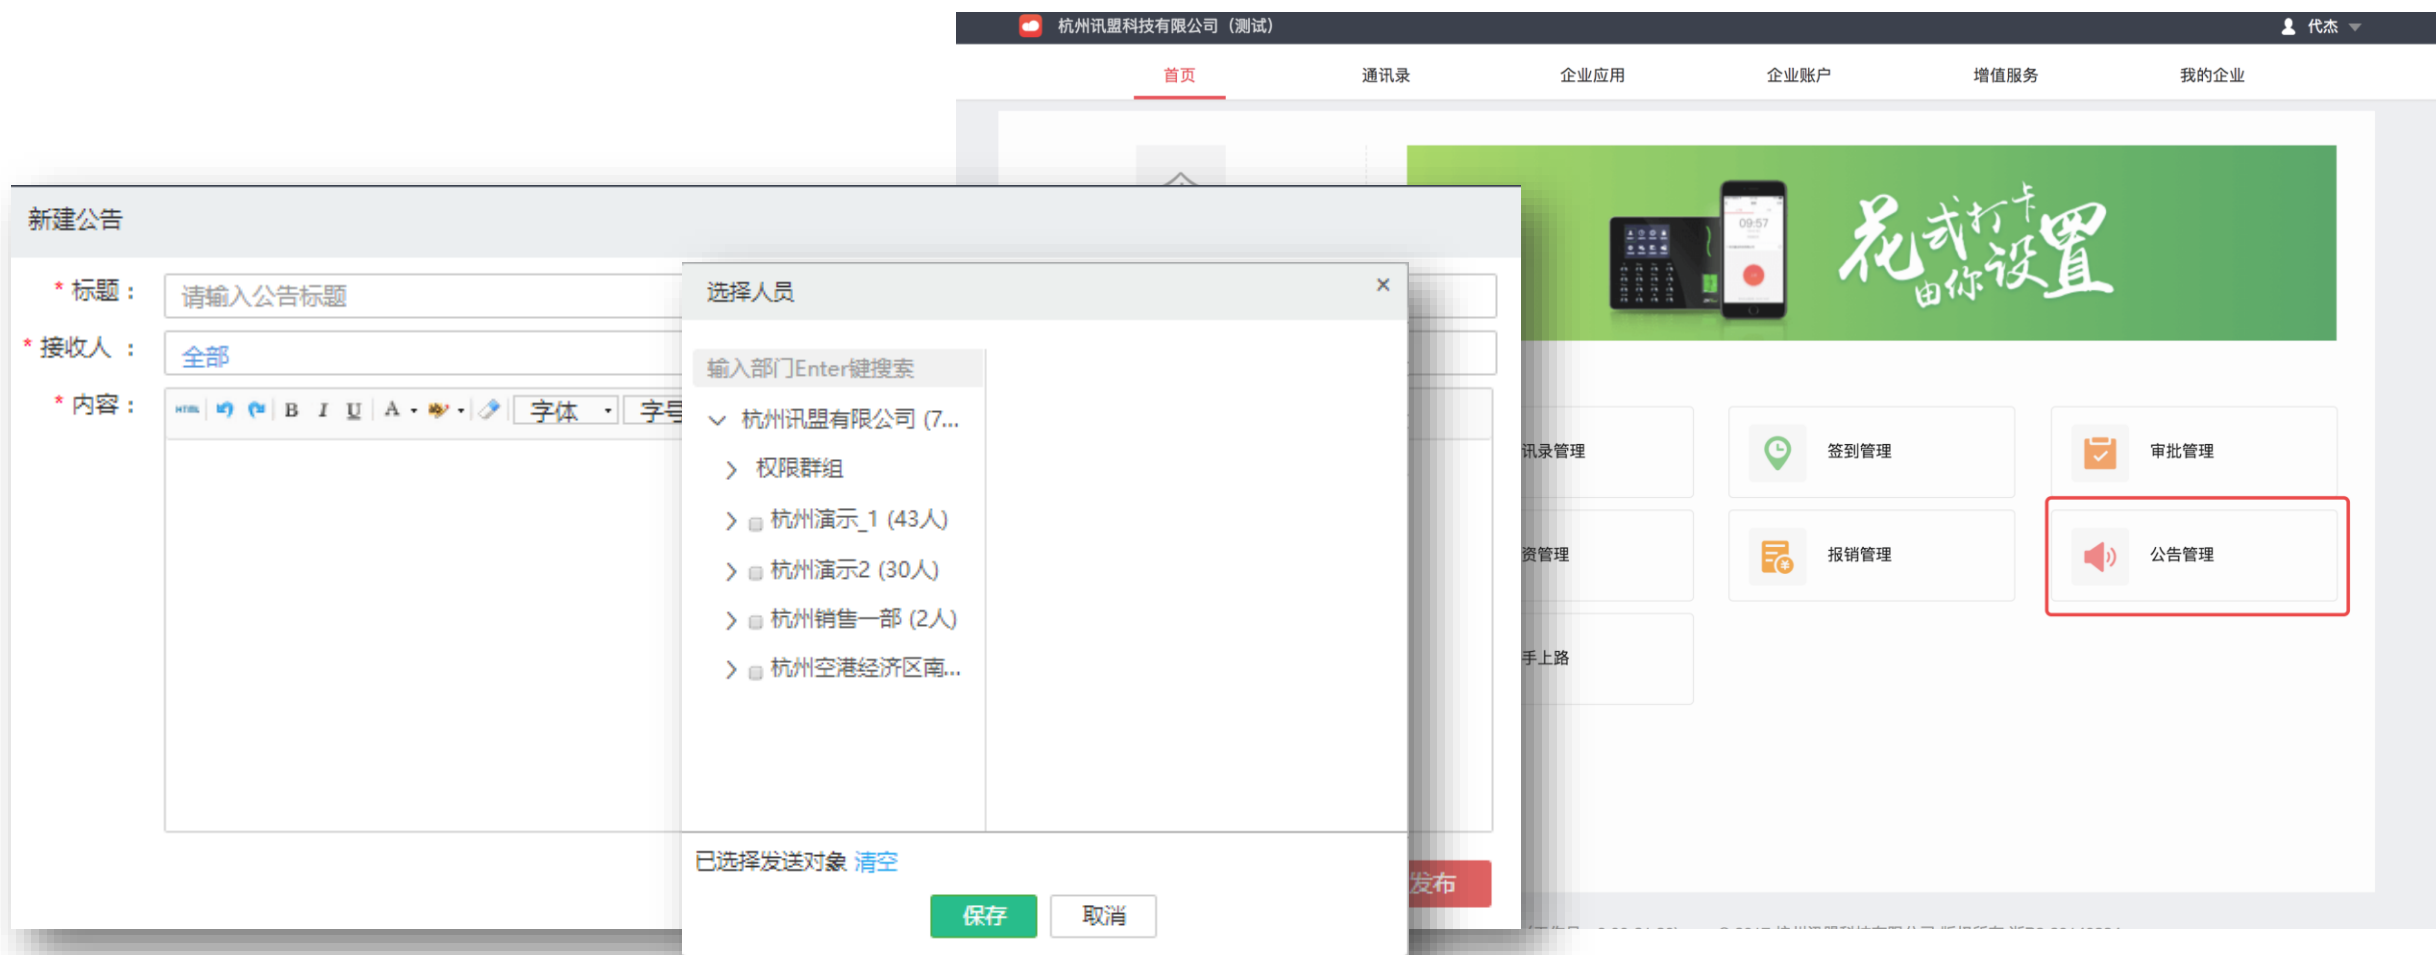 杭州讯盟科技有限公司（测试）
代杰
首页 通讯录 企业应用 企业账户 增值服务 我的企业
09:57
花式打卡
由你设置
讯录管理 签到管理 审批管理
资管理 报销管理 公告管理
手上路
新建公告
* 标题：
请输入公告标题
* 接收人 ：
全部
* 内容：
HTML B I U A 字体 字号
发布
选择人员 ×
输入部门Enter键搜索
杭州讯盟有限公司 (7...
权限群组
杭州演示_1 (43人)
杭州演示2 (30人)
杭州销售一部 (2人)
杭州空港经济区南...
已选择发送对象 清空
保存 取消